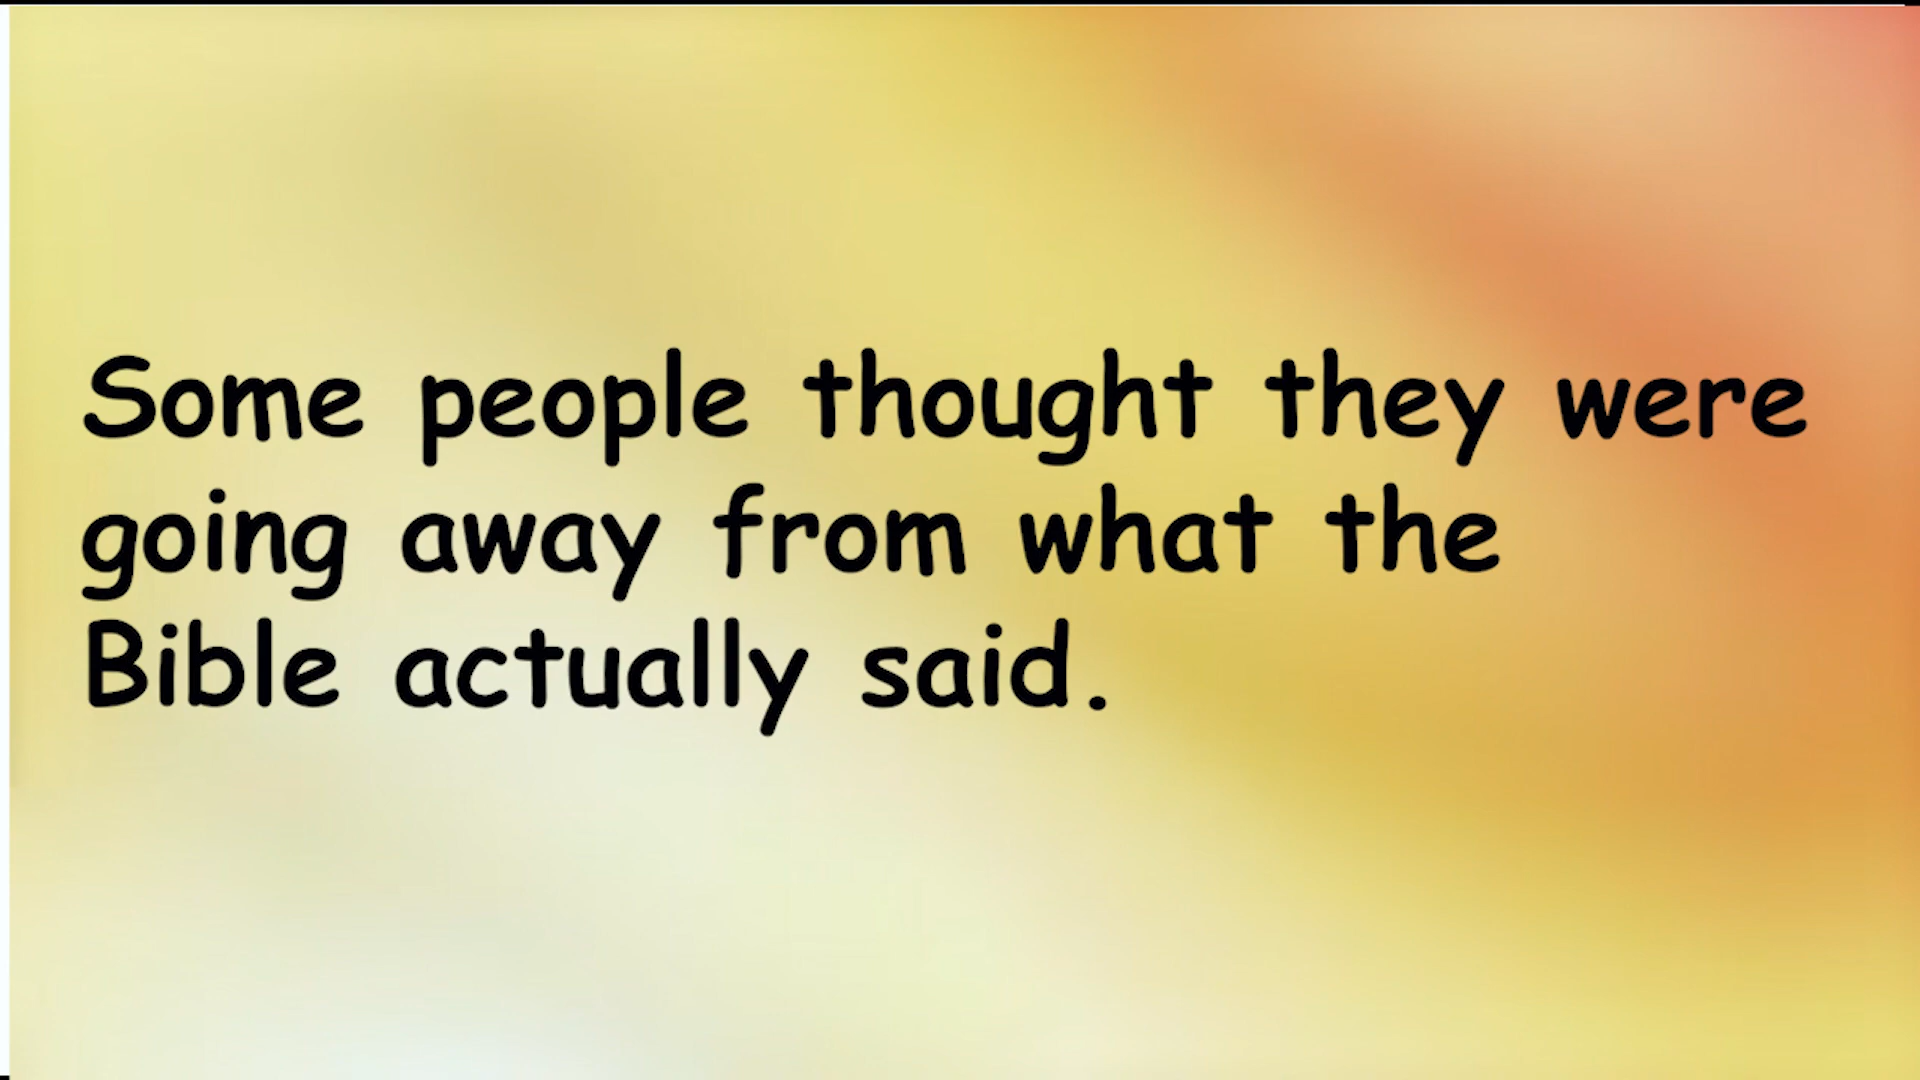 Some people thought they were
going away from what the
Bible actually said.